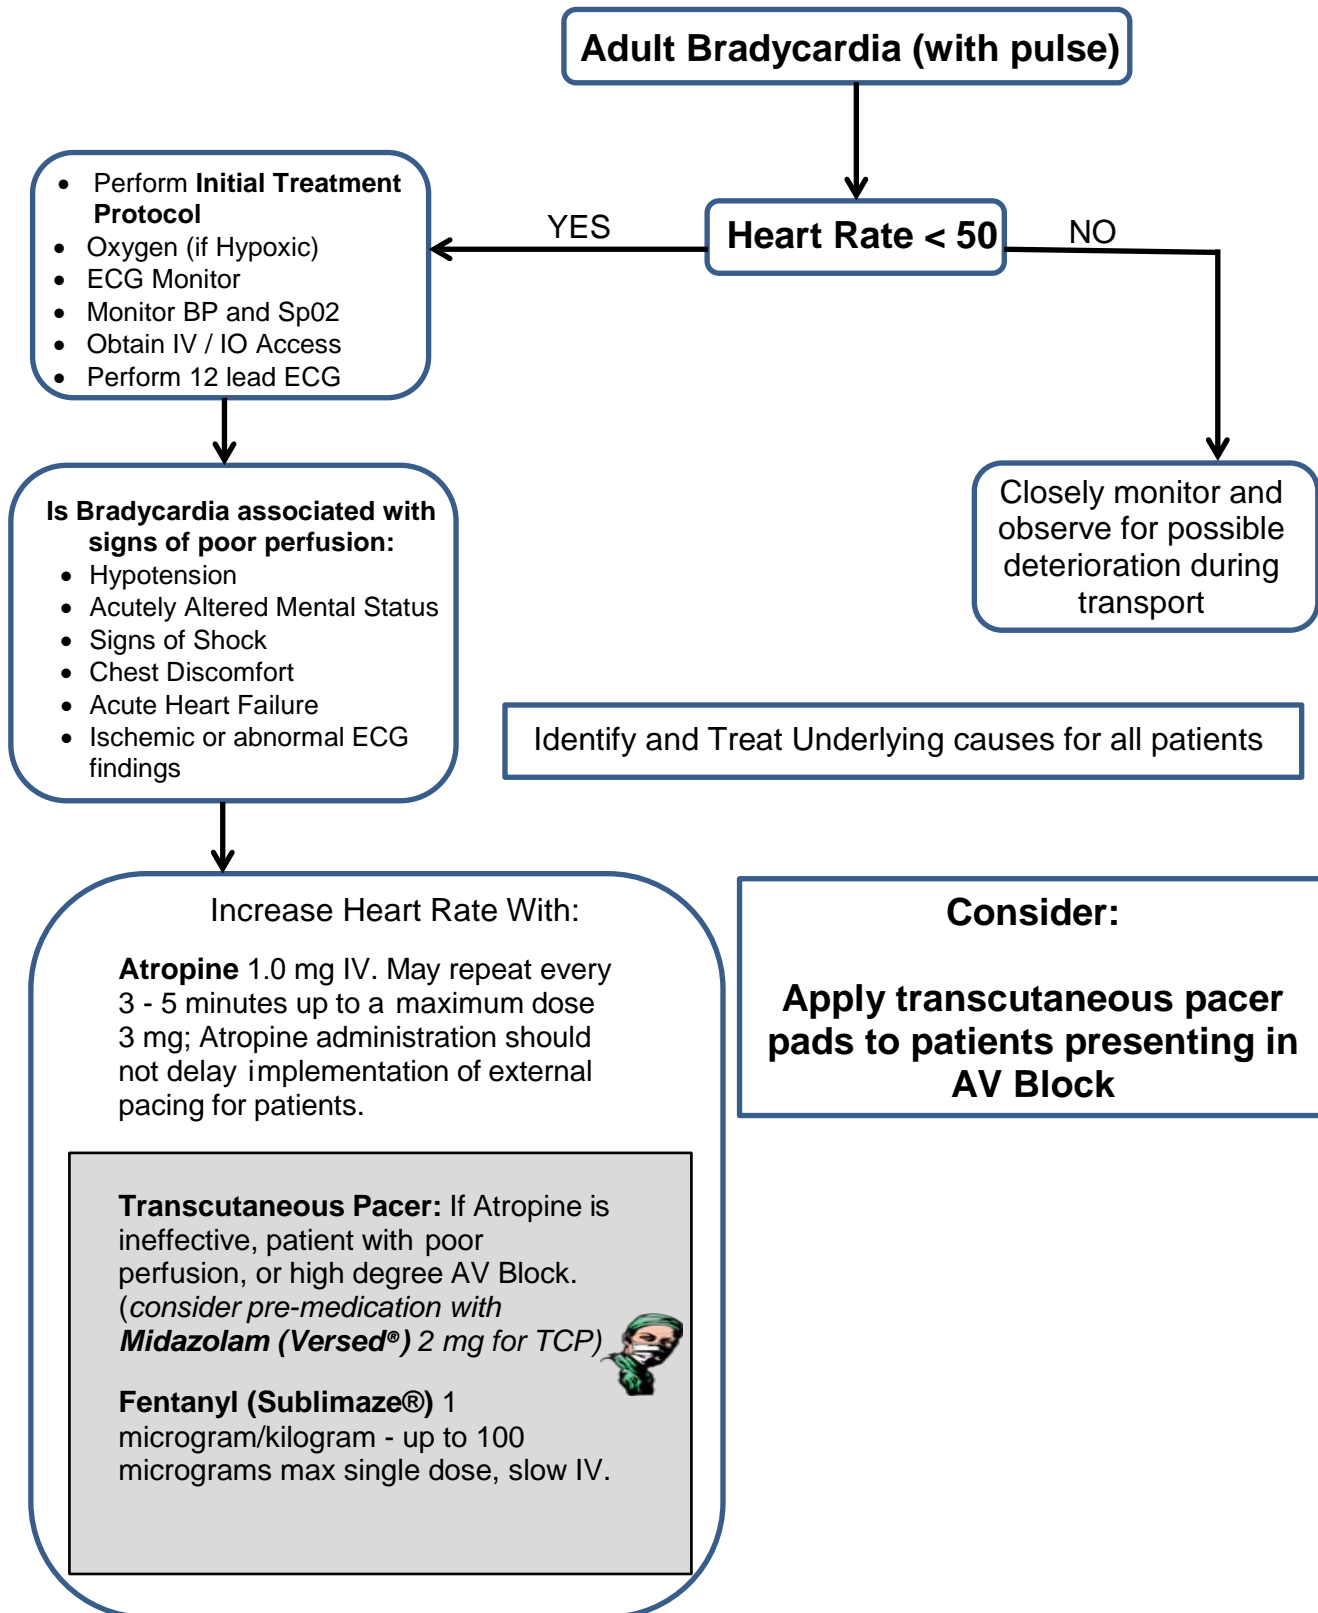 Adult Bradycardia (with pulse)
Heart Rate < 50
YES
NO
• Perform Initial Treatment
Protocol
• Oxygen (if Hypoxic)
• ECG Monitor
• Monitor BP and Sp02
• Obtain IV / IO Access
• Perform 12 lead ECG
Closely monitor and
observe for possible
deterioration during
transport
Is Bradycardia associated with
signs of poor perfusion:
• Hypotension
• Acutely Altered Mental Status
• Signs of Shock
• Chest Discomfort
• Acute Heart Failure
• Ischemic or abnormal ECG
findings
Identify and Treat Underlying causes for all patients
Increase Heart Rate With:
Atropine 1.0 mg IV. May repeat every
3 - 5 minutes up to a maximum dose
3 mg; Atropine administration should
not delay implementation of external
pacing for patients.
Transcutaneous Pacer: If Atropine is
ineffective, patient with poor
perfusion, or high degree AV Block.
(consider pre-medication with
Midazolam (Versed®) 2 mg for TCP)
Fentanyl (Sublimaze®) 1
microgram/kilogram - up to 100
micrograms max single dose, slow IV.
Consider:
Apply transcutaneous pacer
pads to patients presenting in
AV Block